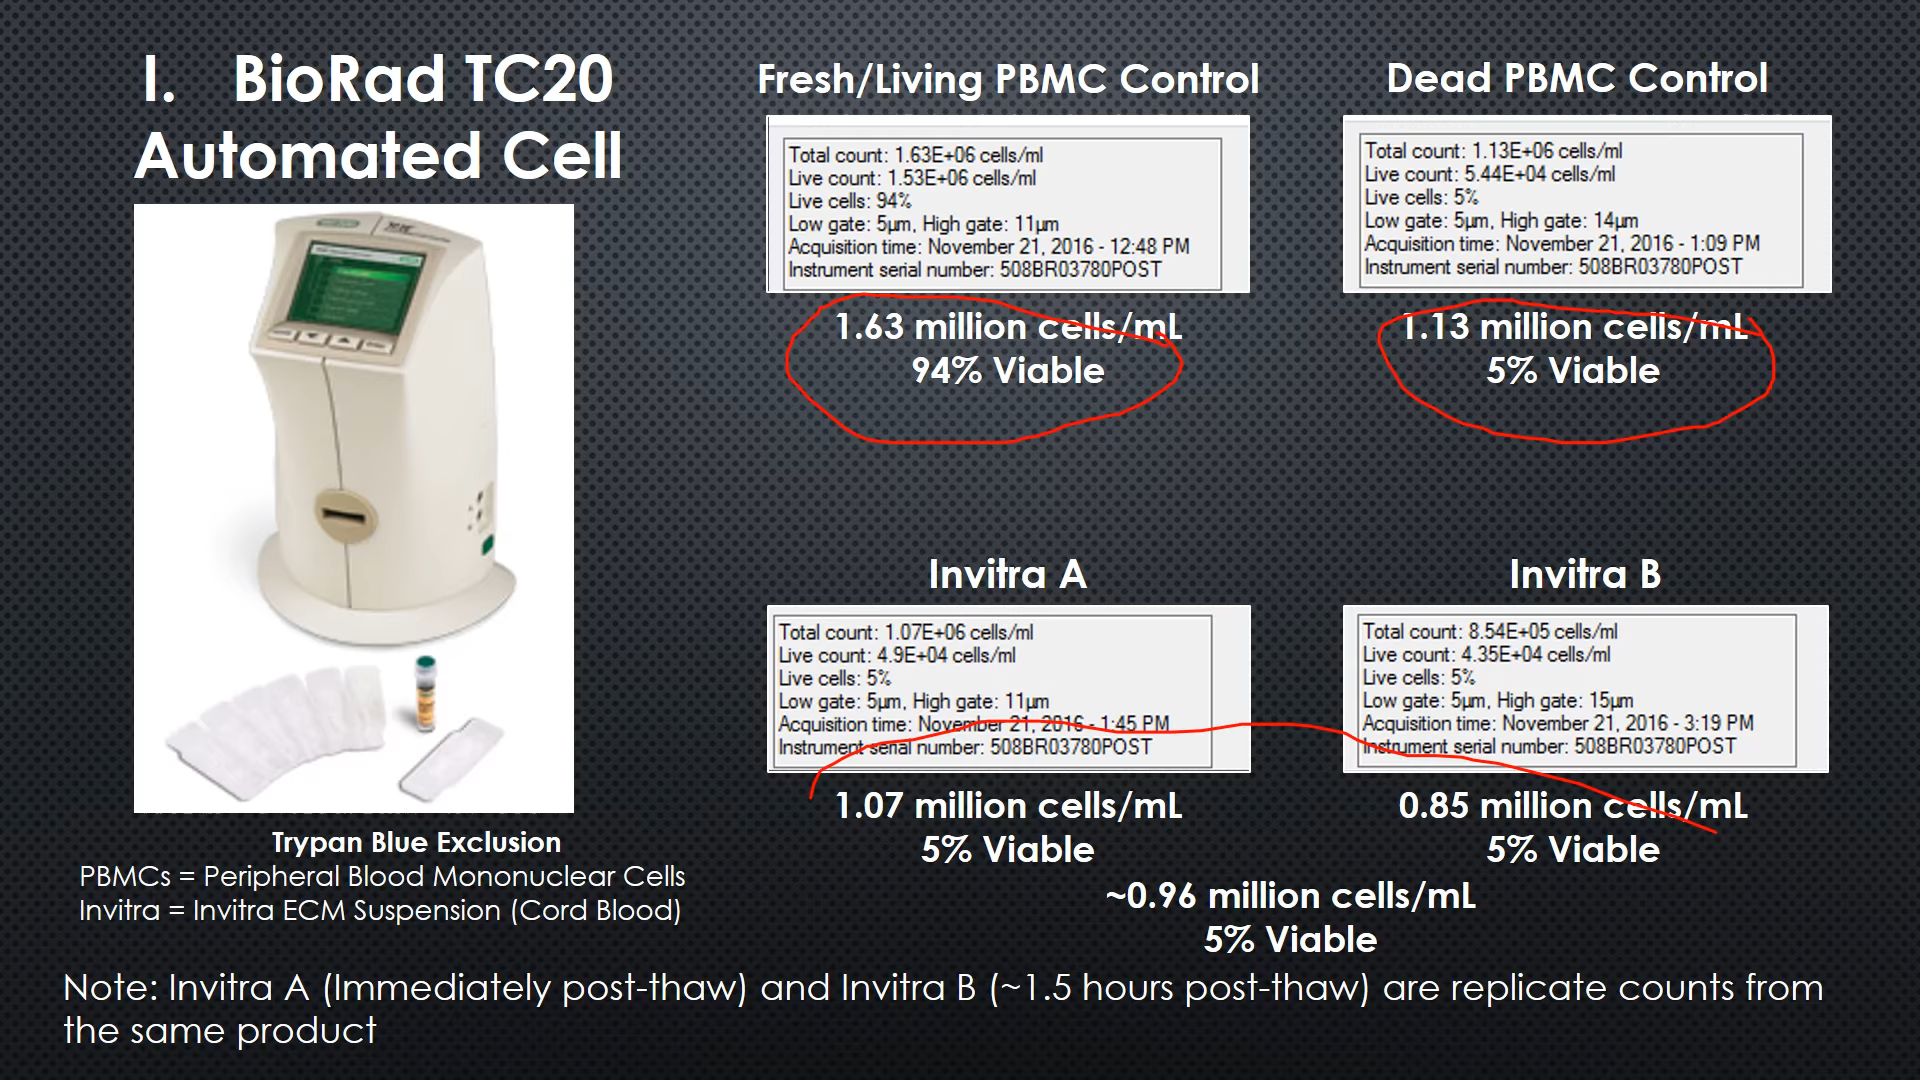 I. BioRad TC20
Automated Cell
Trypan Blue Exclusion
PBMCs = Peripheral Blood Mononuclear Cells
Invitra = Invitra ECM Suspension (Cord Blood)
Fresh/Living PBMC Control
Total count: 1.63E+06 cells/ml
Live count: 1.53E+06 cells/ml
Live cells: 94%
Low gate: 5µm, High gate: 11µm
Acquisition time: November 21, 2016 - 12:48 PM
Instrument serial number: 508BR03780POST
1.63 million cells/mL
94% Viable
Dead PBMC Control
Total count: 1.13E+06 cells/ml
Live count: 5.44E+04 cells/ml
Live cells: 5%
Low gate: 5µm, High gate: 14µm
Acquisition time: November 21, 2016 - 1:09 PM
Instrument serial number: 508BR03780POST
1.13 million cells/mL
5% Viable
Invitra A
Total count: 1.07E+06 cells/ml
Live count: 4.9E+04 cells/ml
Live cells: 5%
Low gate: 5µm, High gate: 11µm
Acquisition time: November 21, 2016 - 1:45 PM
Instrument serial number: 508BR03780POST
1.07 million cells/mL
5% Viable
Invitra B
Total count: 8.54E+05 cells/ml
Live count: 4.35E+04 cells/ml
Live cells: 5%
Low gate: 5µm, High gate: 15µm
Acquisition time: November 21, 2016 - 3:19 PM
Instrument serial number: 508BR03780POST
0.85 million cells/mL
5% Viable
~0.96 million cells/mL
5% Viable
Note: Invitra A (Immediately post-thaw) and Invitra B (~1.5 hours post-thaw) are replicate counts from
the same product